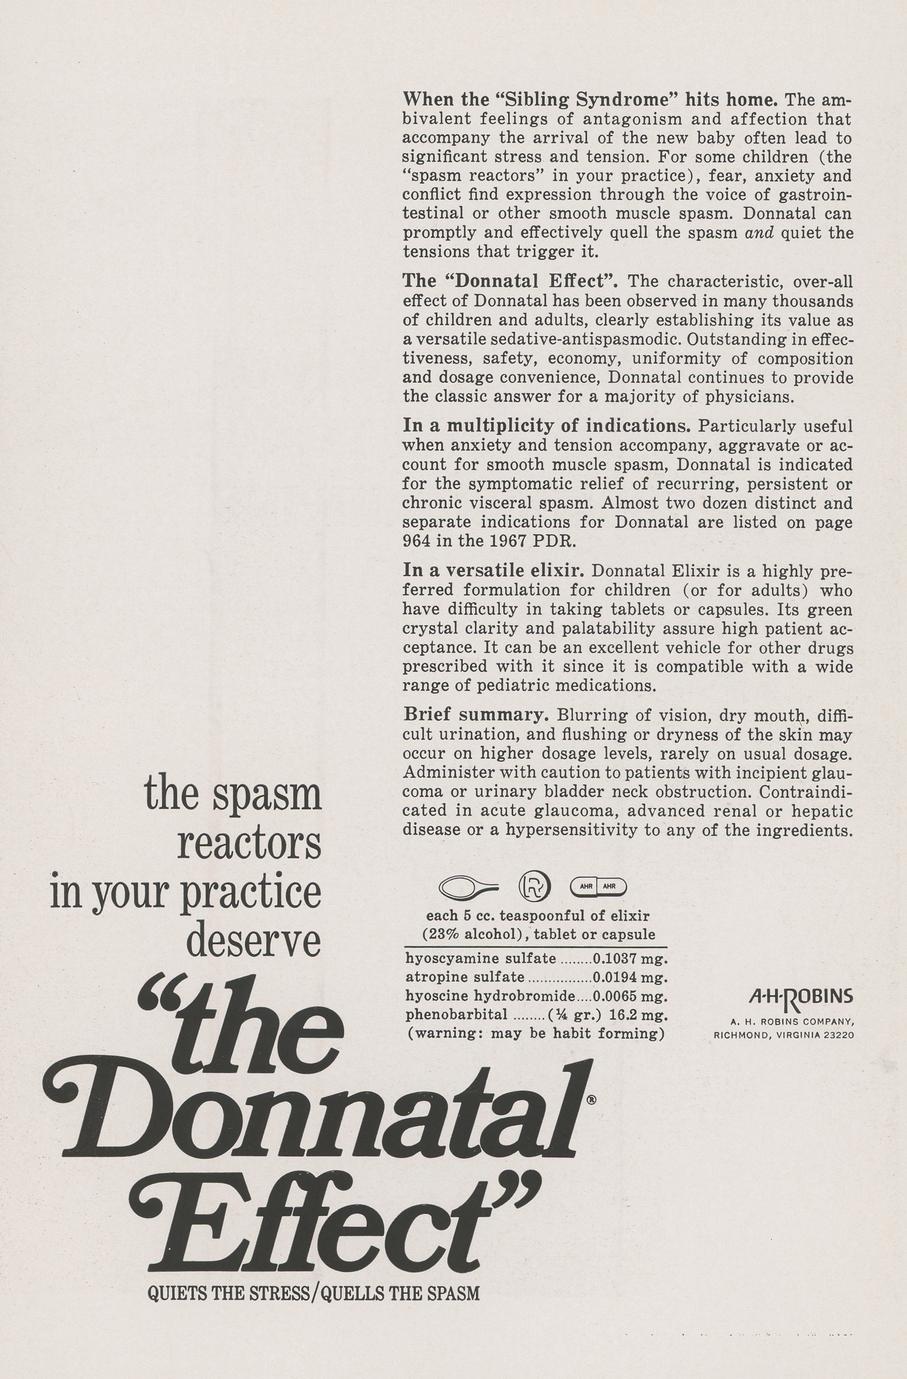 When the “Sibling Syndrome” hits home. The am-
bivalent feelings of antagonism and affection that
accompany the arrival of the new baby often lead to
significant stress and tension. For some children (the
“spasm reactors” in your practice), fear, anxiety and
conflict find expression through the voice of gastroin-
testinal or other smooth muscle spasm. Donnatal can
promptly and effectively quell the spasm and quiet the
tensions that trigger it.
The “Donnatal Effect”. The characteristic, over-all
effect of Donnatal has been observed in many thousands
of children and adults, clearly establishing its value as
a versatile sedative-antispasmodic. Outstanding in effec-
tiveness, safety, economy, uniformity of composition
and dosage convenience, Donnatal continues to provide
the classic answer for a majority of physicians.
In a multiplicity of indications. Particularly useful
when anxiety and tension accompany, aggravate or ac-
count for smooth muscle spasm, Donnatal is indicated
for the symptomatic relief of recurring, persistent or
chronic visceral spasm. Almost two dozen distinct and
separate indications for Donnatal are listed on page
964 in the 1967 PDR.
In a versatile elixir. Donnatal Elixir is a highly pre-
ferred formulation for children (or for adults) who
have difficulty in taking tablets or capsules. Its green
crystal clarity and palatability assure high patient ac-
ceptance. It can be an excellent vehicle for other drugs
prescribed with it since it is compatible with a wide
range of pediatric medications.
Brief summary. Blurring of vision, dry mouth, diffi-
cult urination, and flushing or dryness of the skin may
occur on higher dosage levels, rarely on usual dosage.
Administer with caution to patients with incipient glau-
coma or urinary bladder neck obstruction. Contraindi-
cated in acute glaucoma, advanced renal or hepatic
disease or a hypersensitivity to any of the ingredients.
R AHR AHR
each 5 cc. teaspoonful of elixir
(23% alcohol), tablet or capsule
hyoscyamine sulfate ........0.1037 mg.
atropine sulfate ................0.0194 mg.
hyoscine hydrobromide....0.0065 mg.
phenobarbital ........(¼ gr.) 16.2 mg.
(warning: may be habit forming)
A·H·ROBINS
A. H. ROBINS COMPANY,
RICHMOND, VIRGINIA 23220
the spasm
reactors
in your practice
deserve
“the
Donnatal®
Effect”
QUIETS THE STRESS/QUELLS THE SPASM